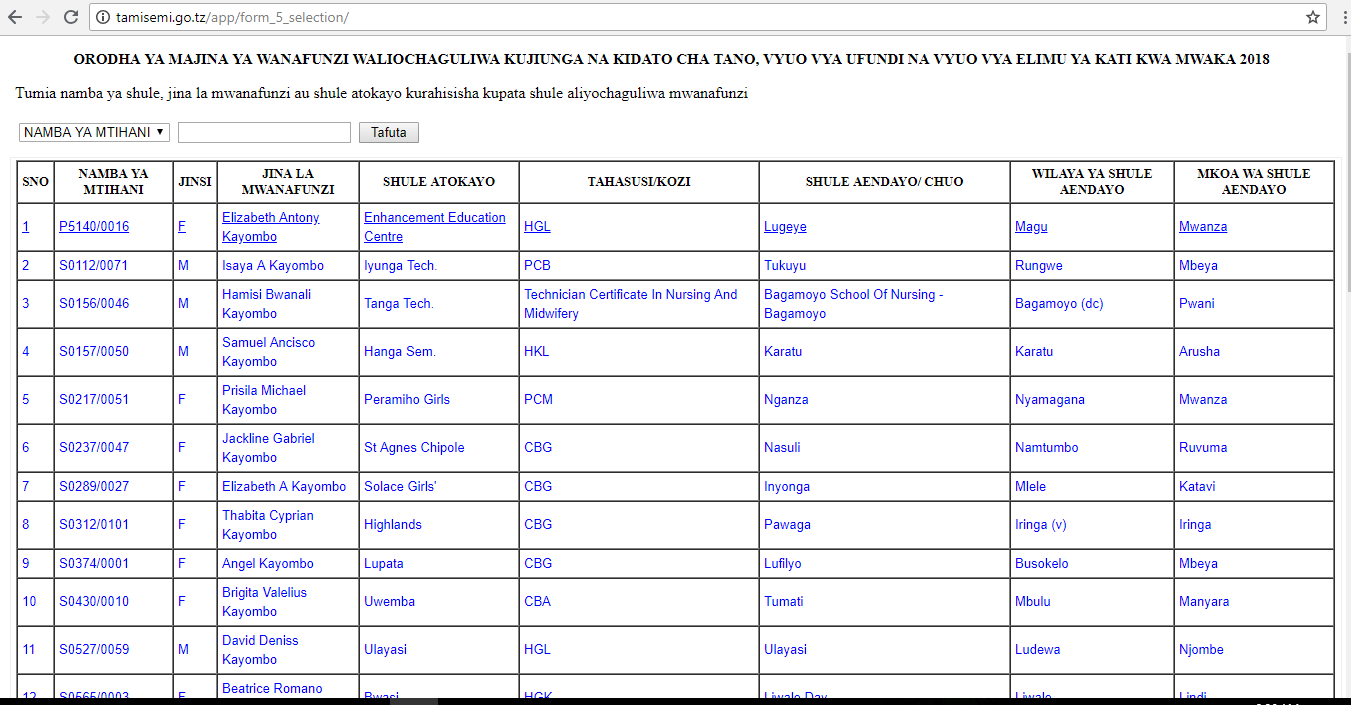 tamisemi.go.tz/app/form_5_selection/
ORODHA YA MAJINA YA WANAFUNZI WALIOCHAGULIWA KUJIUNGA NA KIDATO CHA TANO, VYUO VYA UFUNDI NA VYUO VYA ELIMU YA KATI KWA MWAKA 2018
Tumia namba ya shule, jina la mwanafunzi au shule atokayo kurahisisha kupata shule aliyochaguliwa mwanafunzi
NAMBA YA MTIHANI Tafuta
SNO NAMBA YA MTIHANI JINSI JINA LA MWANAFUNZI SHULE ATOKAYO TAHASUSI/KOZI SHULE AENDAYO/ CHUO WILAYA YA SHULE AENDAYO MKOA WA SHULE AENDAYO
1 P5140/0016 F Elizabeth Antony Kayombo Enhancement Education Centre HGL Lugeye Magu Mwanza
2 S0112/0071 M Isaya A Kayombo Iyunga Tech. PCB Tukuyu Rungwe Mbeya
3 S0156/0046 M Hamisi Bwanali Kayombo Tanga Tech. Technician Certificate In Nursing And Midwifery Bagamoyo School Of Nursing - Bagamoyo Bagamoyo (dc) Pwani
4 S0157/0050 M Samuel Ancisco Kayombo Hanga Sem. HKL Karatu Karatu Arusha
5 S0217/0051 F Prisila Michael Kayombo Peramiho Girls PCM Nganza Nyamagana Mwanza
6 S0237/0047 F Jackline Gabriel Kayombo St Agnes Chipole CBG Nasuli Namtumbo Ruvuma
7 S0289/0027 F Elizabeth A Kayombo Solace Girls' CBG Inyonga Mlele Katavi
8 S0312/0101 F Thabita Cyprian Kayombo Highlands CBG Pawaga Iringa (v) Iringa
9 S0374/0001 F Angel Kayombo Lupata CBG Lufilyo Busokelo Mbeya
10 S0430/0010 F Brigita Valelius Kayombo Uwemba CBA Tumati Mbulu Manyara
11 S0527/0059 M David Deniss Kayombo Ulayasi HGL Ulayasi Ludewa Njombe
12 S0565/0003 F Beatrice Romano Bwasi HGK Liwale Day Liwale Lindi